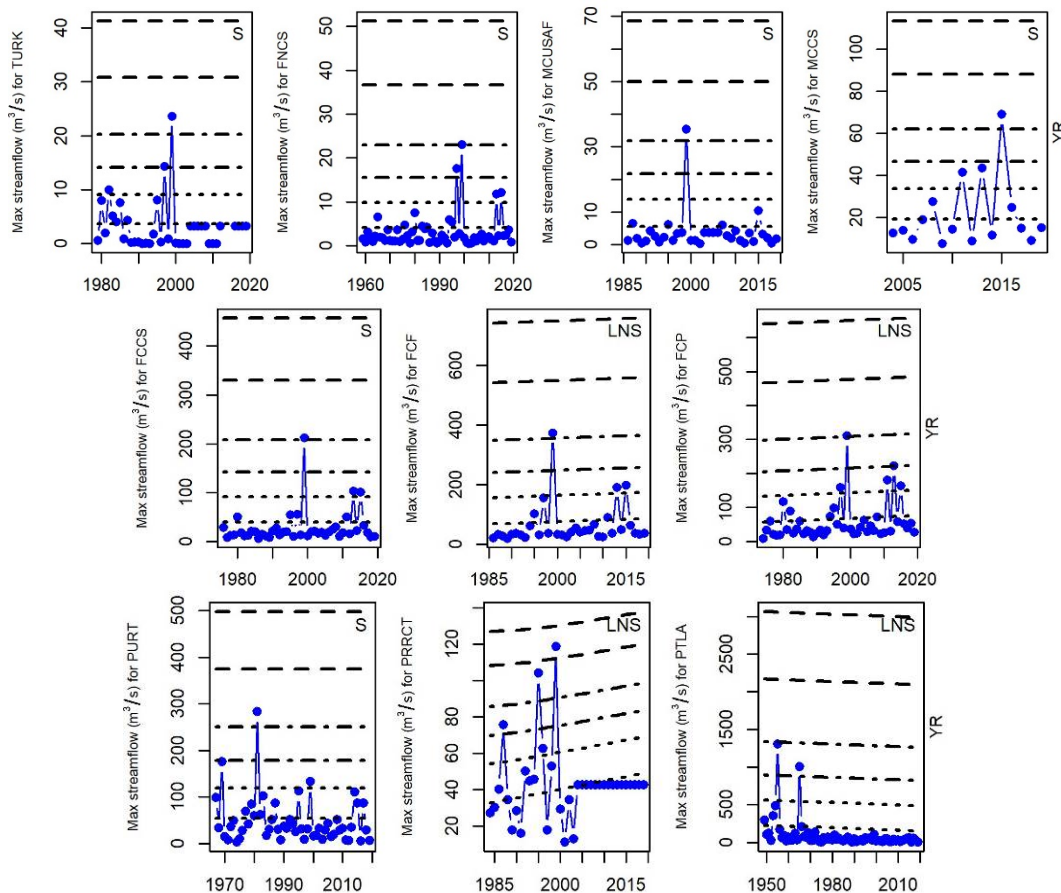 Max streamflow (m³/s) for TURK
0 10 20 30 40
S
1980 2000 2020
Max streamflow (m³/s) for FNCS
0 10 20 30 40 50
S
1960 1990 2020
Max streamflow (m³/s) for MCUSAF
0 10 20 30 40 50 60 70
S
1985 2000 2015
Max streamflow (m³/s) for MCCS
20 40 60 80 100
S
2005 2015
YR
Max streamflow (m³/s) for FCCS
0 100 200 300 400
S
1980 2000 2020
Max streamflow (m³/s) for FCF
0 200 400 600
LNS
1985 2000 2015
Max streamflow (m³/s) for FCP
0 100 300 500
LNS
1980 2000 2020
YR
Max streamflow (m³/s) for PURT
0 100 200 300 400 500
S
1970 1990 2010
Max streamflow (m³/s) for PRRCT
20 40 60 80 120
LNS
1985 2000 2015
Max streamflow (m³/s) for PTLA
0 500 1500 2500
LNS
1950 1980 2010
YR